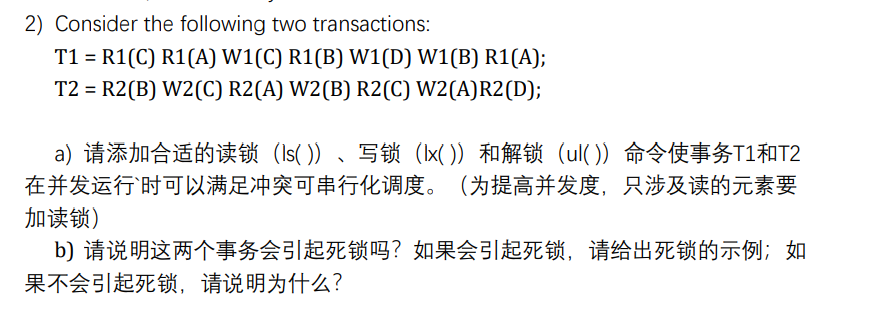 2) Consider the following two transactions:
T1 = R1(C) R1(A) W1(C) R1(B) W1(D) W1(B) R1(A);
T2 = R2(B) W2(C) R2(A) W2(B) R2(C) W2(A)R2(D);
a) 请添加合适的读锁（ls( )）、写锁（lx( )）和解锁（ul( )）命令使事务T1和T2
在并发运行`时可以满足冲突可串行化调度。（为提高并发度，只涉及读的元素要
加读锁）
b) 请说明这两个事务会引起死锁吗？如果会引起死锁，请给出死锁的示例；如
果不会引起死锁，请说明为什么？